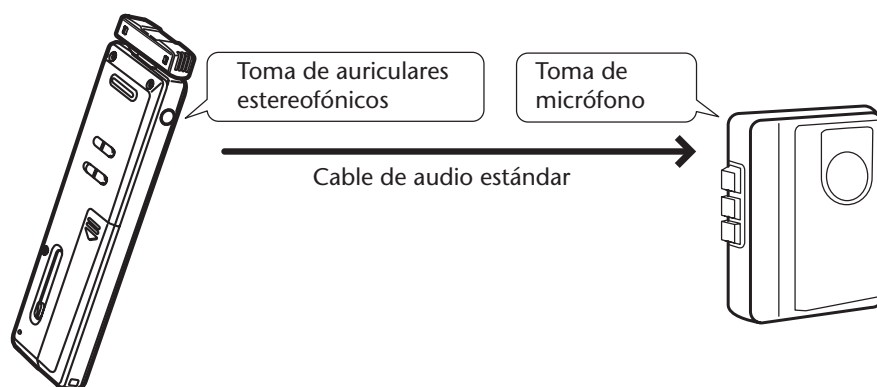 Toma de auriculares
estereofónicos
Toma de
micrófono
Cable de audio estándar